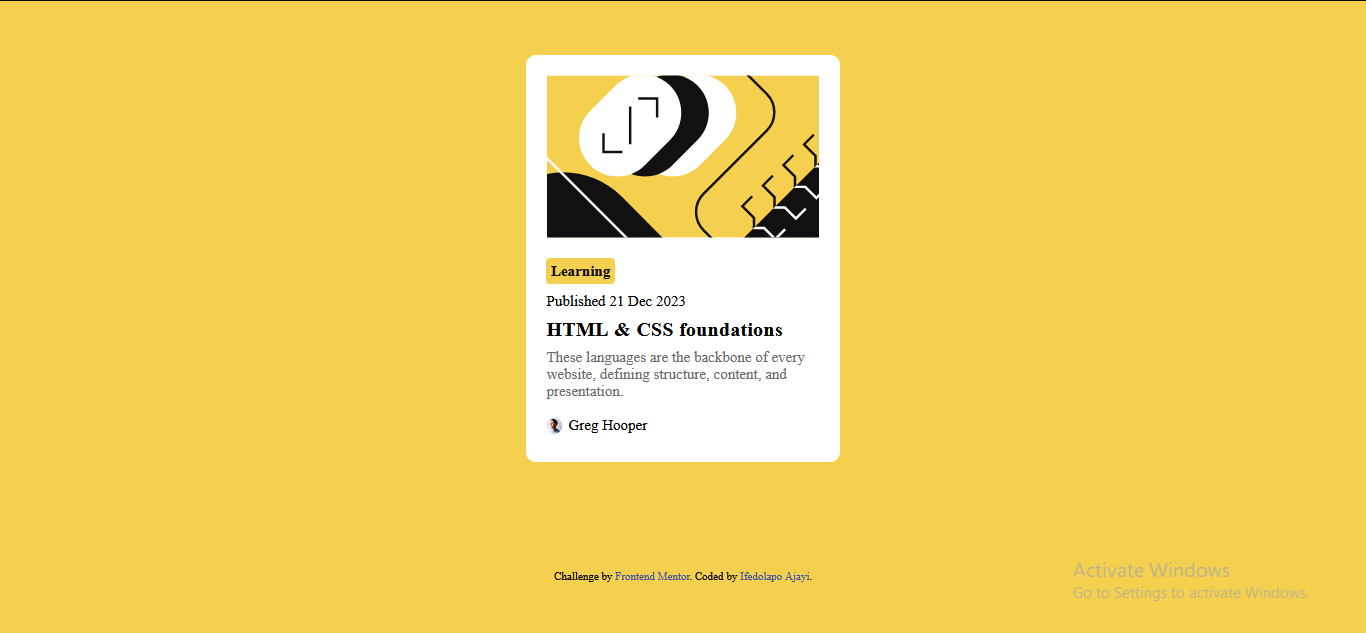 Learning
Published 21 Dec 2023
HTML & CSS foundations
These languages are the backbone of every
website, defining structure, content, and
presentation.
Greg Hooper
Challenge by Frontend Mentor. Coded by Ifedolapo Ajayi.
Activate Windows
Go to Settings to activate Windows.